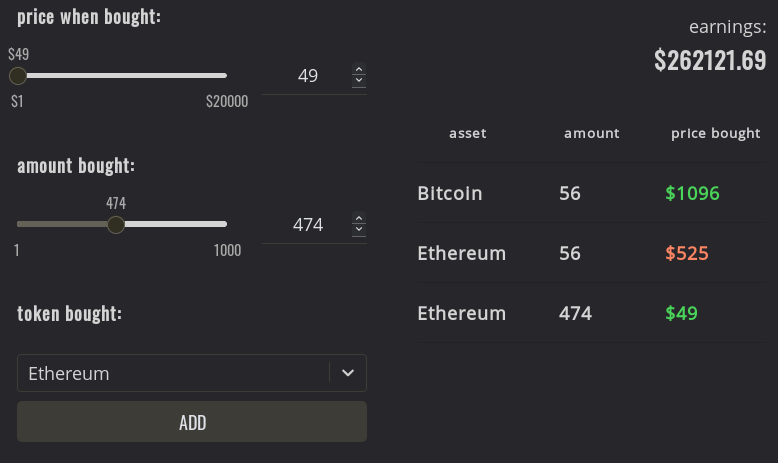 price when bought:
$49
49
$1 $20000
amount bought:
474
474
1 1000
token bought:
Ethereum
ADD
earnings:
$262121.69
asset amount price bought
Bitcoin 56 $1096
Ethereum 56 $525
Ethereum 474 $49